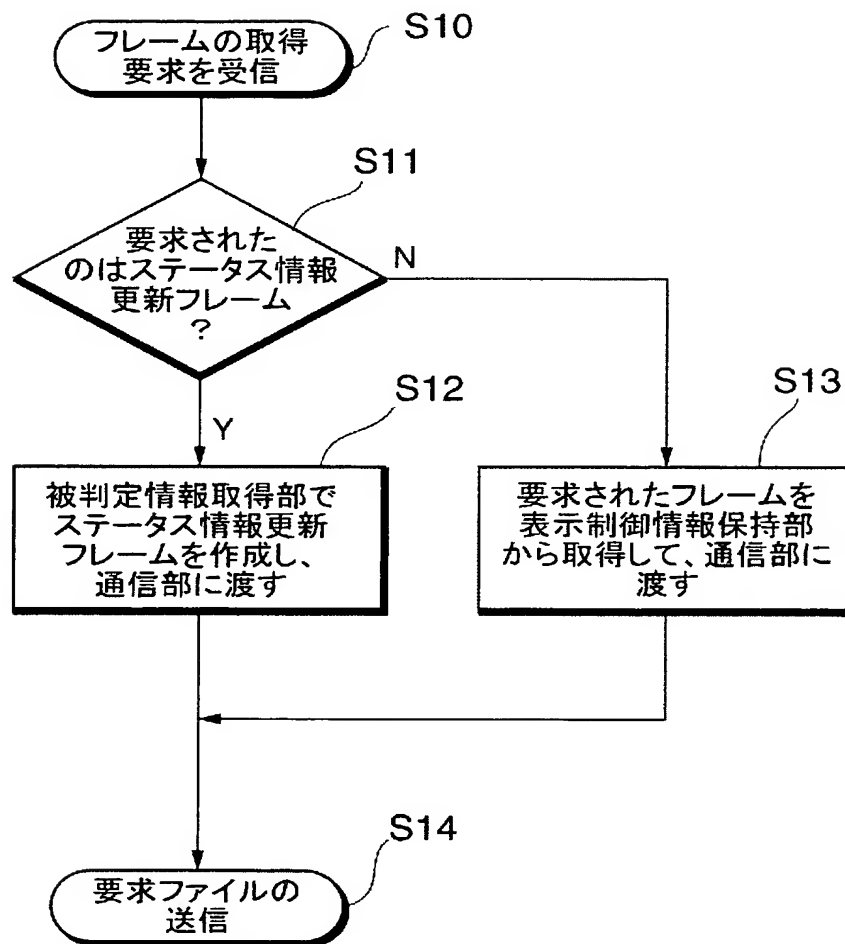 フレームの取得
要求を受信
S10
S11
要求された
のはステータス情報
更新フレーム
?
N
Y
S12
被判定情報取得部で
ステータス情報更新
フレームを作成し、
通信部に渡す
S13
要求されたフレームを
表示制御情報保持部
から取得して、通信部に
渡す
S14
要求ファイルの
送信